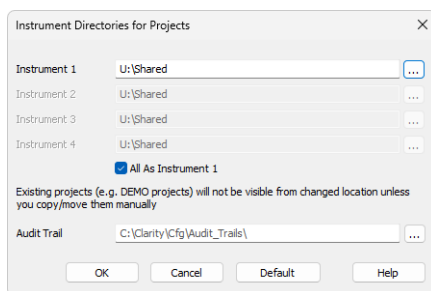 Instrument Directories for Projects
Instrument 1 U:\Shared ...
Instrument 2 U:\Shared ...
Instrument 3 U:\Shared ...
Instrument 4 U:\Shared ...
All As Instrument 1
Existing projects (e.g. DEMO projects) will not be visible from changed location unless
you copy/move them manually
Audit Trail C:\Clarity\Cfg\Audit_Trails\ ...
OK Cancel Default Help